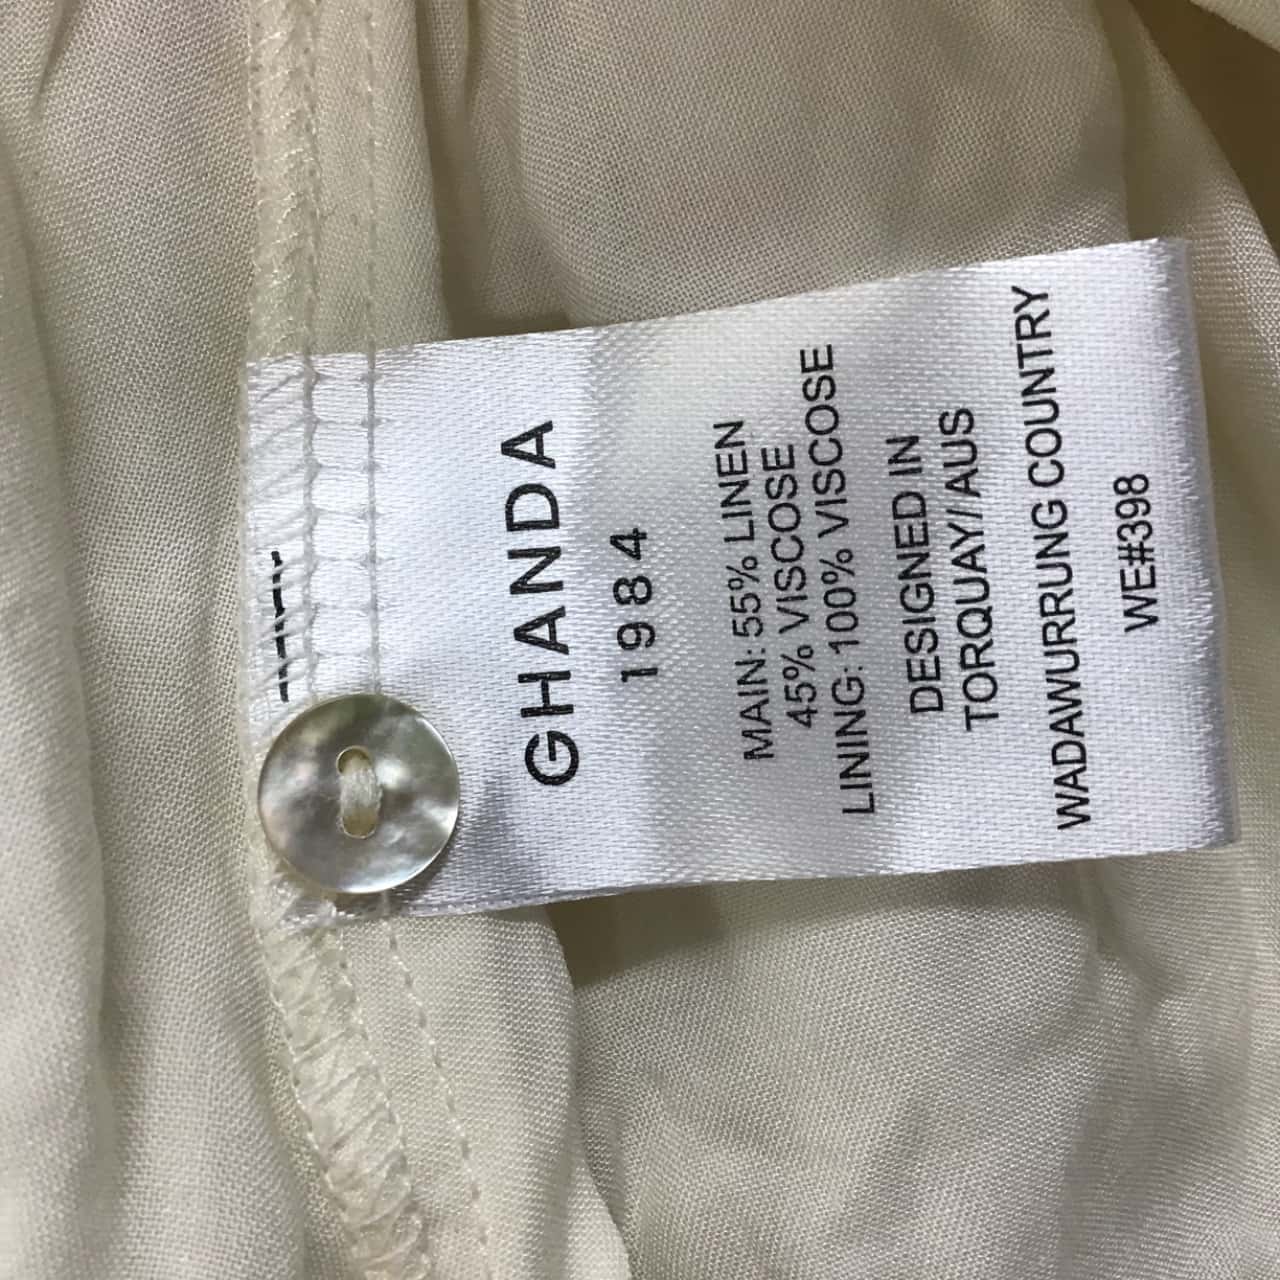 GHANDA
1984
MAIN: 55% LINEN
45% VISCOSE
LINING: 100% VISCOSE
DESIGNED IN
TORQUAY//AUS
WADAWURRUNG COUNTRY
WE#398